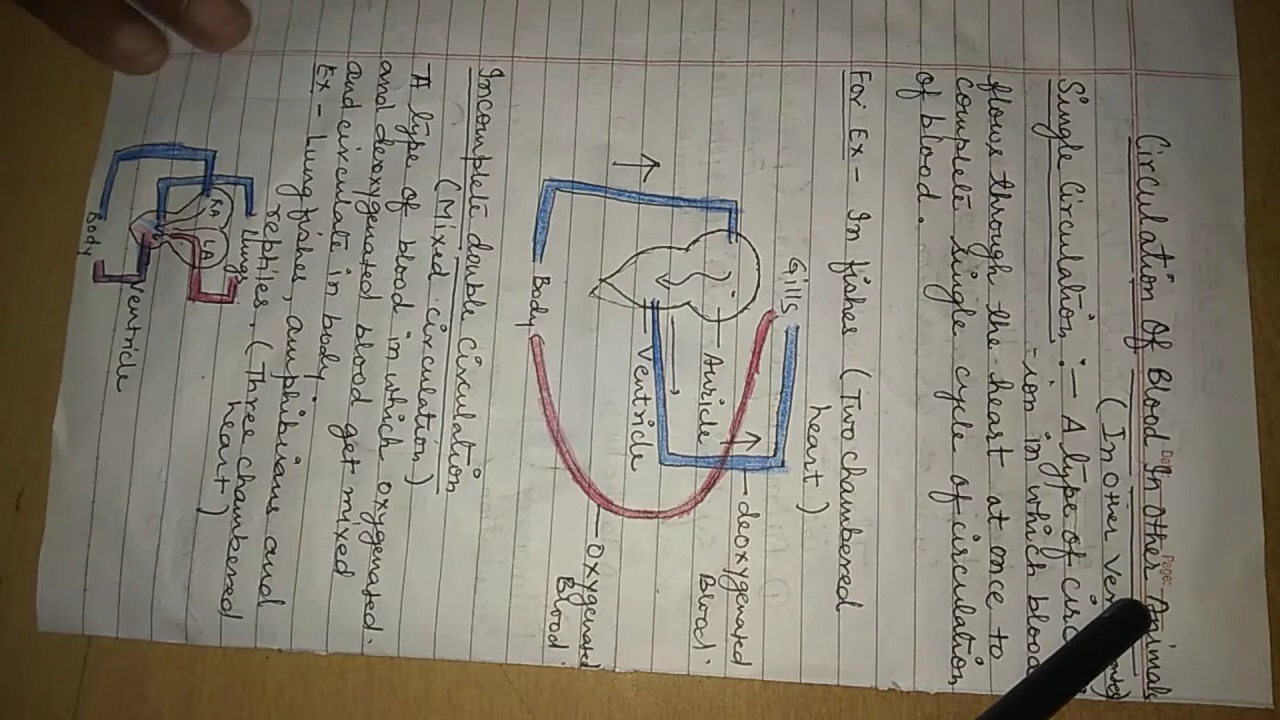 Date: Page:
Circulation Of Blood In Other Animals
(In Other Ver
Single Circulation :- A type of circ
-ion in which blood
flows through the heart at once to
complete single cycle of circulation
of blood.
For Ex - In fishes (Two chambered
heart)
Gills
Auricle
Ventricle
Body
deoxygenated
Blood.
Oxygenated
Blood.
Incomplete double circulation
(Mixed circulation)
A type of blood in which oxygenated.
and deoxygenated blood get mixed
and circulate in body
Ex - Lung fishes, amphibians and
reptiles, (Three chambered
heart)
Lungs
RA
LA
Ventricle
Body